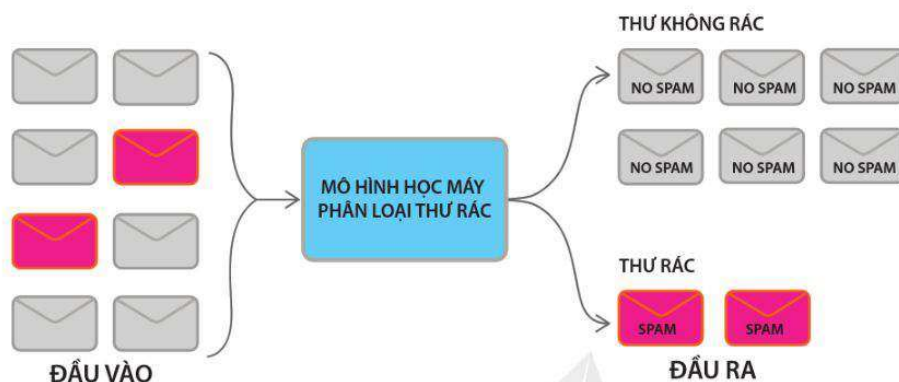 THƯ KHÔNG RÁC
NO SPAM
NO SPAM
NO SPAM
NO SPAM
NO SPAM
NO SPAM
MÔ HÌNH HỌC MÁY
PHÂN LOẠI THƯ RÁC
THƯ RÁC
SPAM
SPAM
ĐẦU VÀO
ĐẦU RA